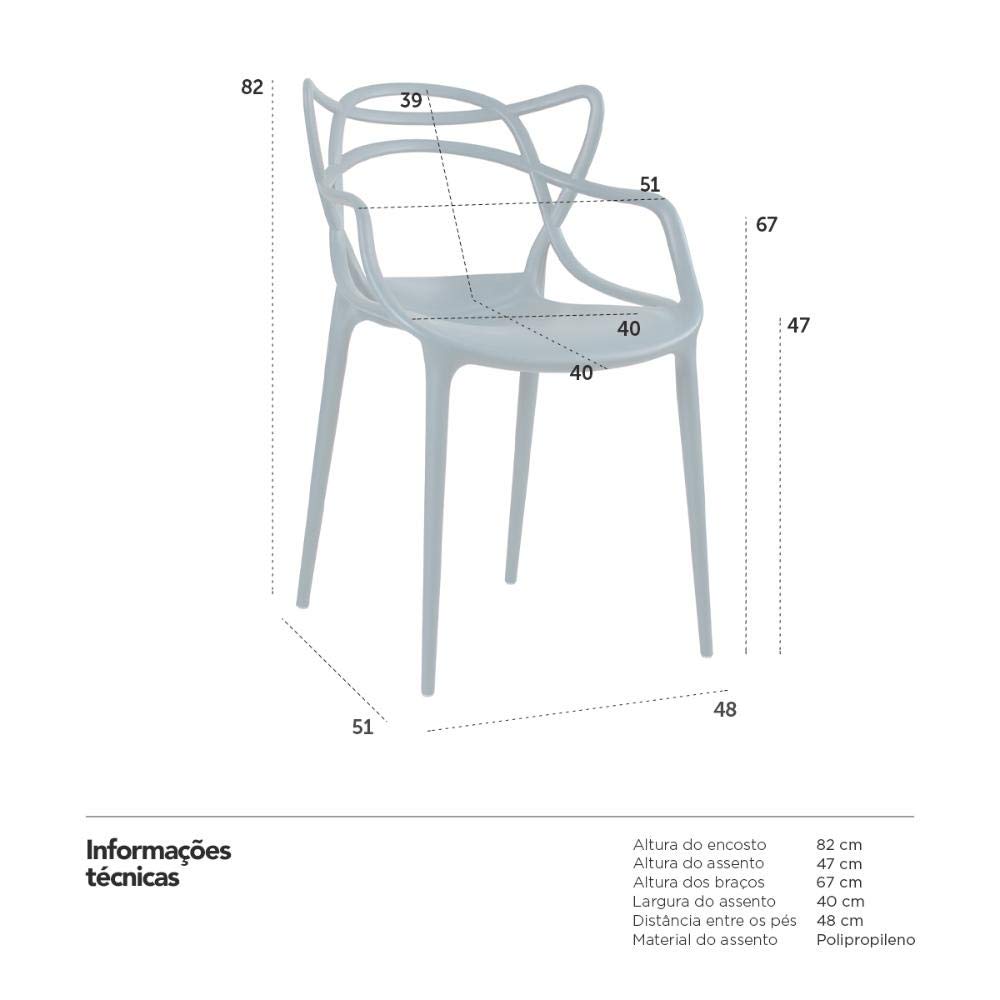 82
39
51
67
47
40
40
51
48
Informações
técnicas
Altura do encosto 82 cm
Altura do assento 47 cm
Altura dos braços 67 cm
Largura do assento 40 cm
Distância entre os pés 48 cm
Material do assento Polipropileno